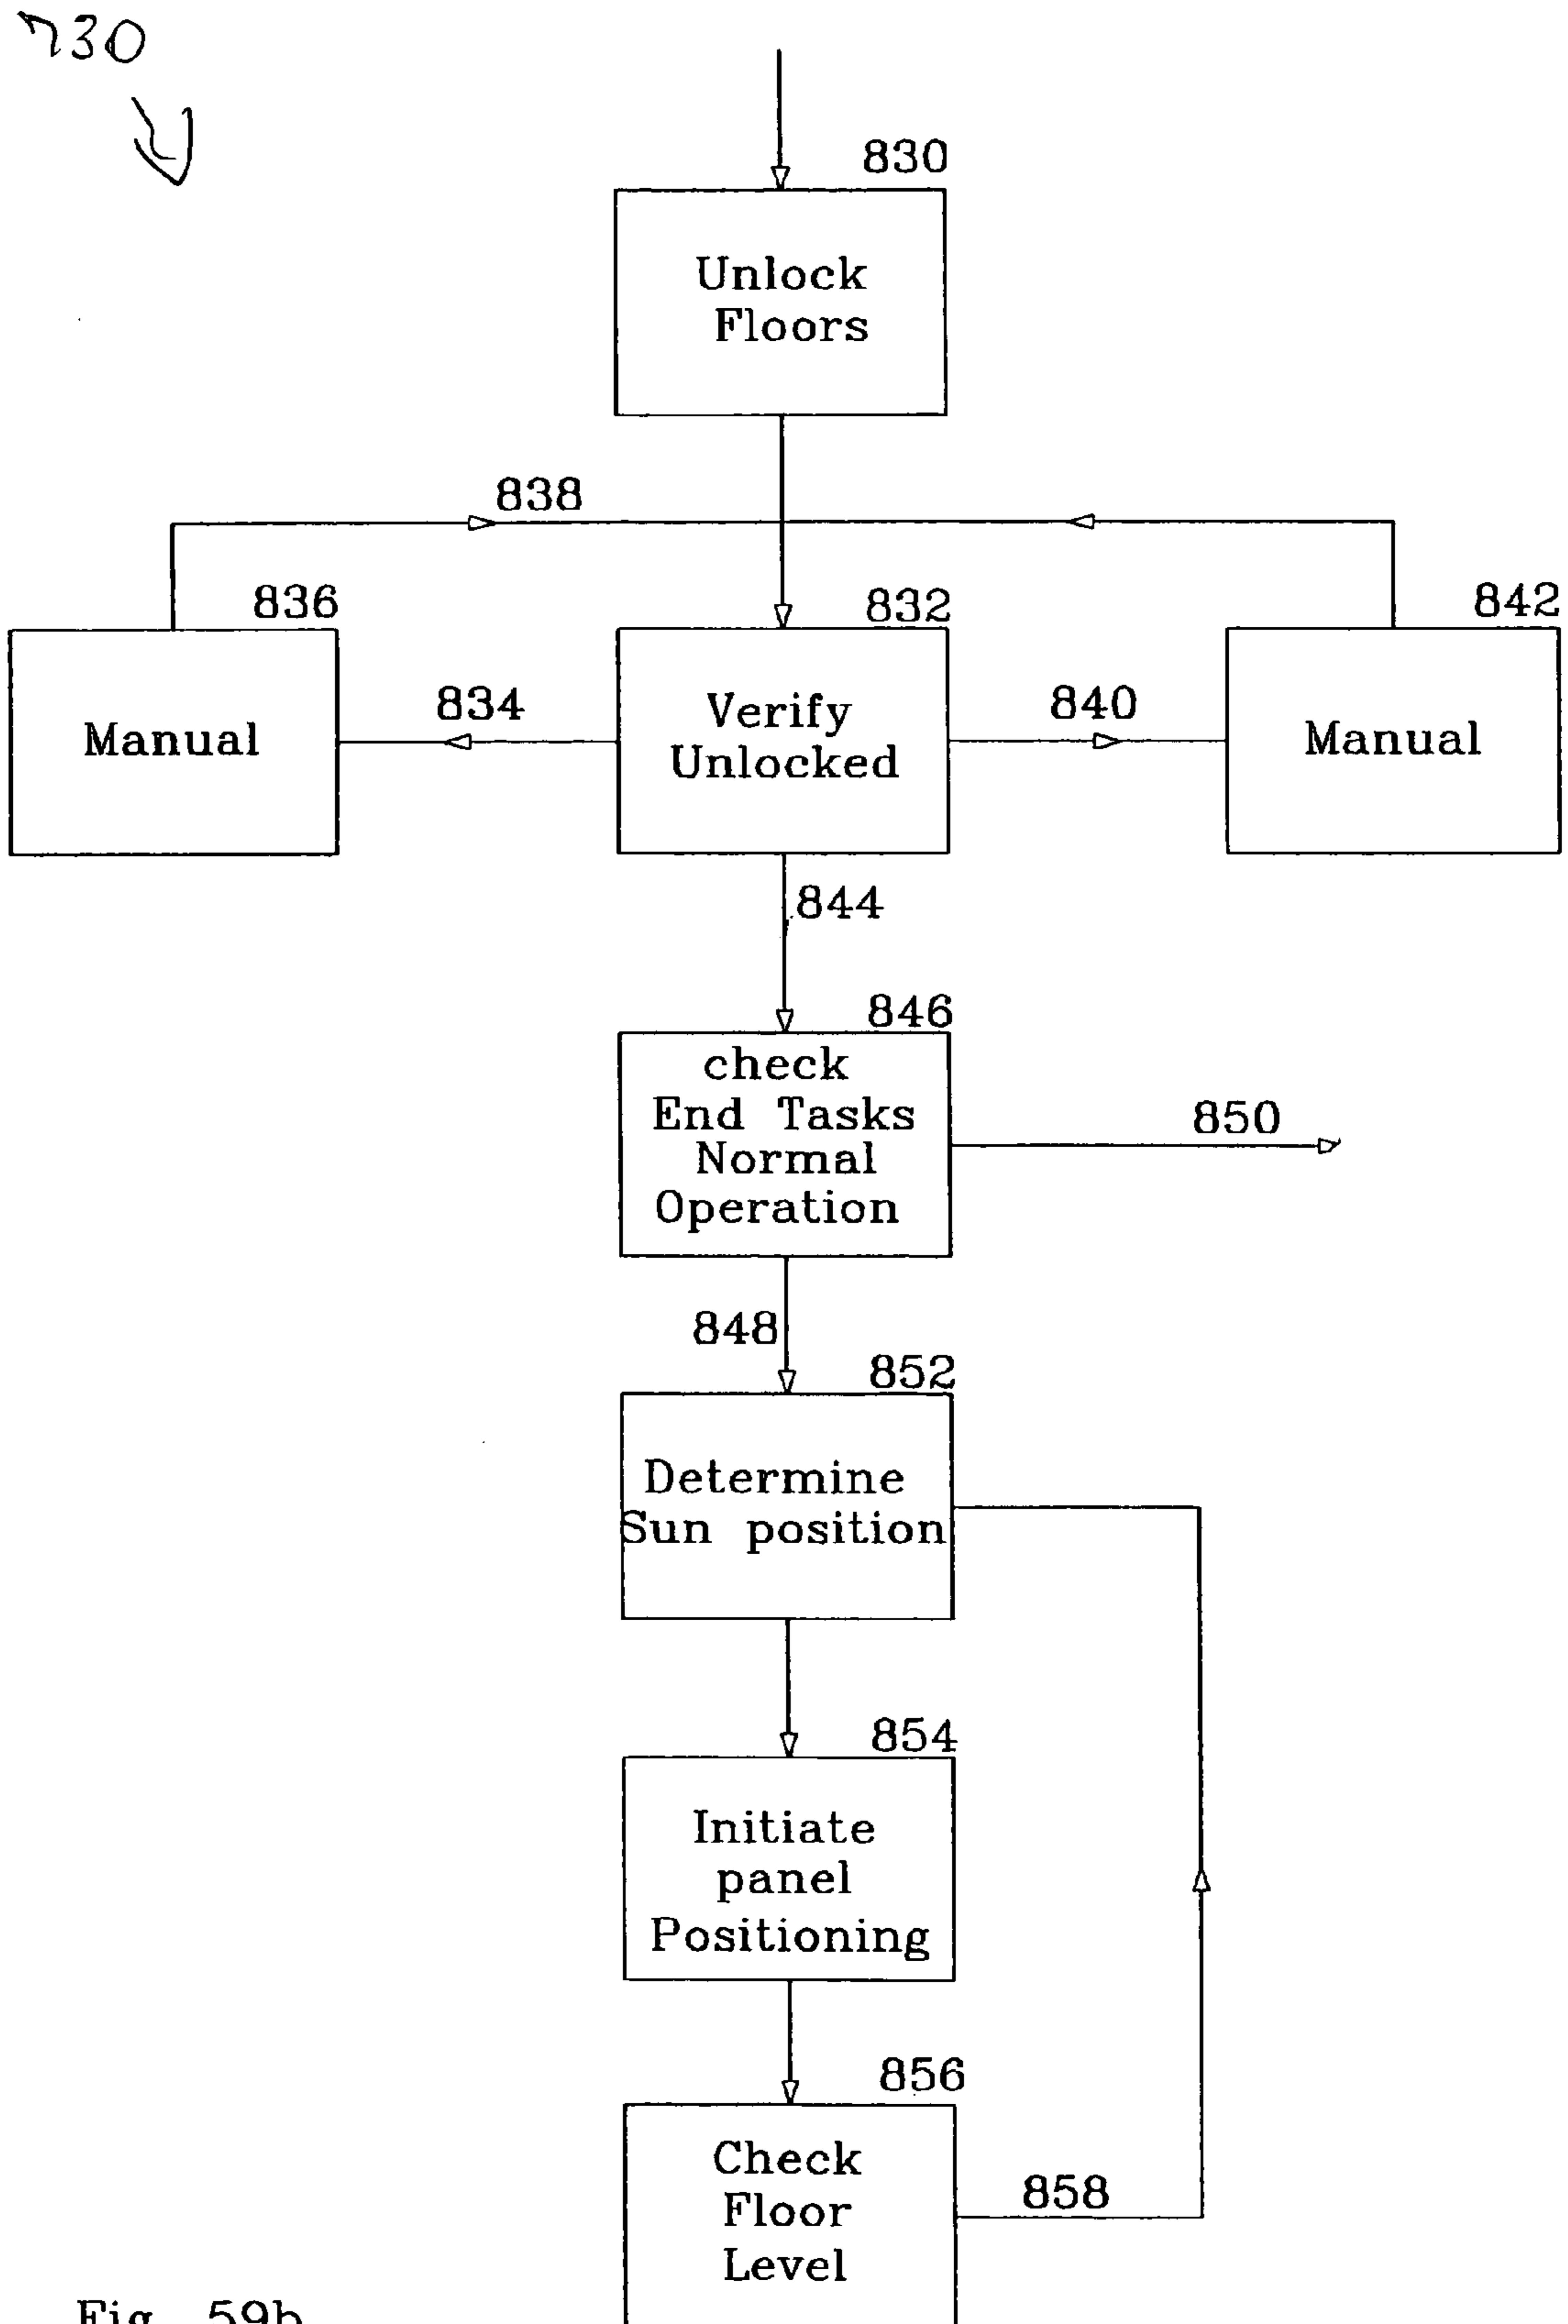 730
830
Unlock
Floors
838
836
832
842
Manual
834
Verify
Unlocked
840
Manual
844
846
check
End Tasks
Normal
Operation
850
848
852
Determine
Sun position
854
Initiate
panel
Positioning
856
Check
Floor
Level
858
Fig. 59b